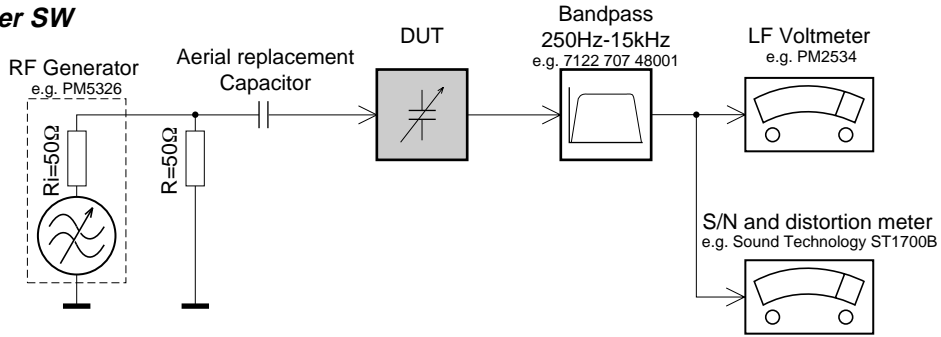 er SW
RF Generator
e.g. PM5326
Ri=50Ω
R=50Ω
Aerial replacement
Capacitor
DUT
Bandpass
250Hz-15kHz
e.g. 7122 707 48001
LF Voltmeter
e.g. PM2534
S/N and distortion meter
e.g. Sound Technology ST1700B